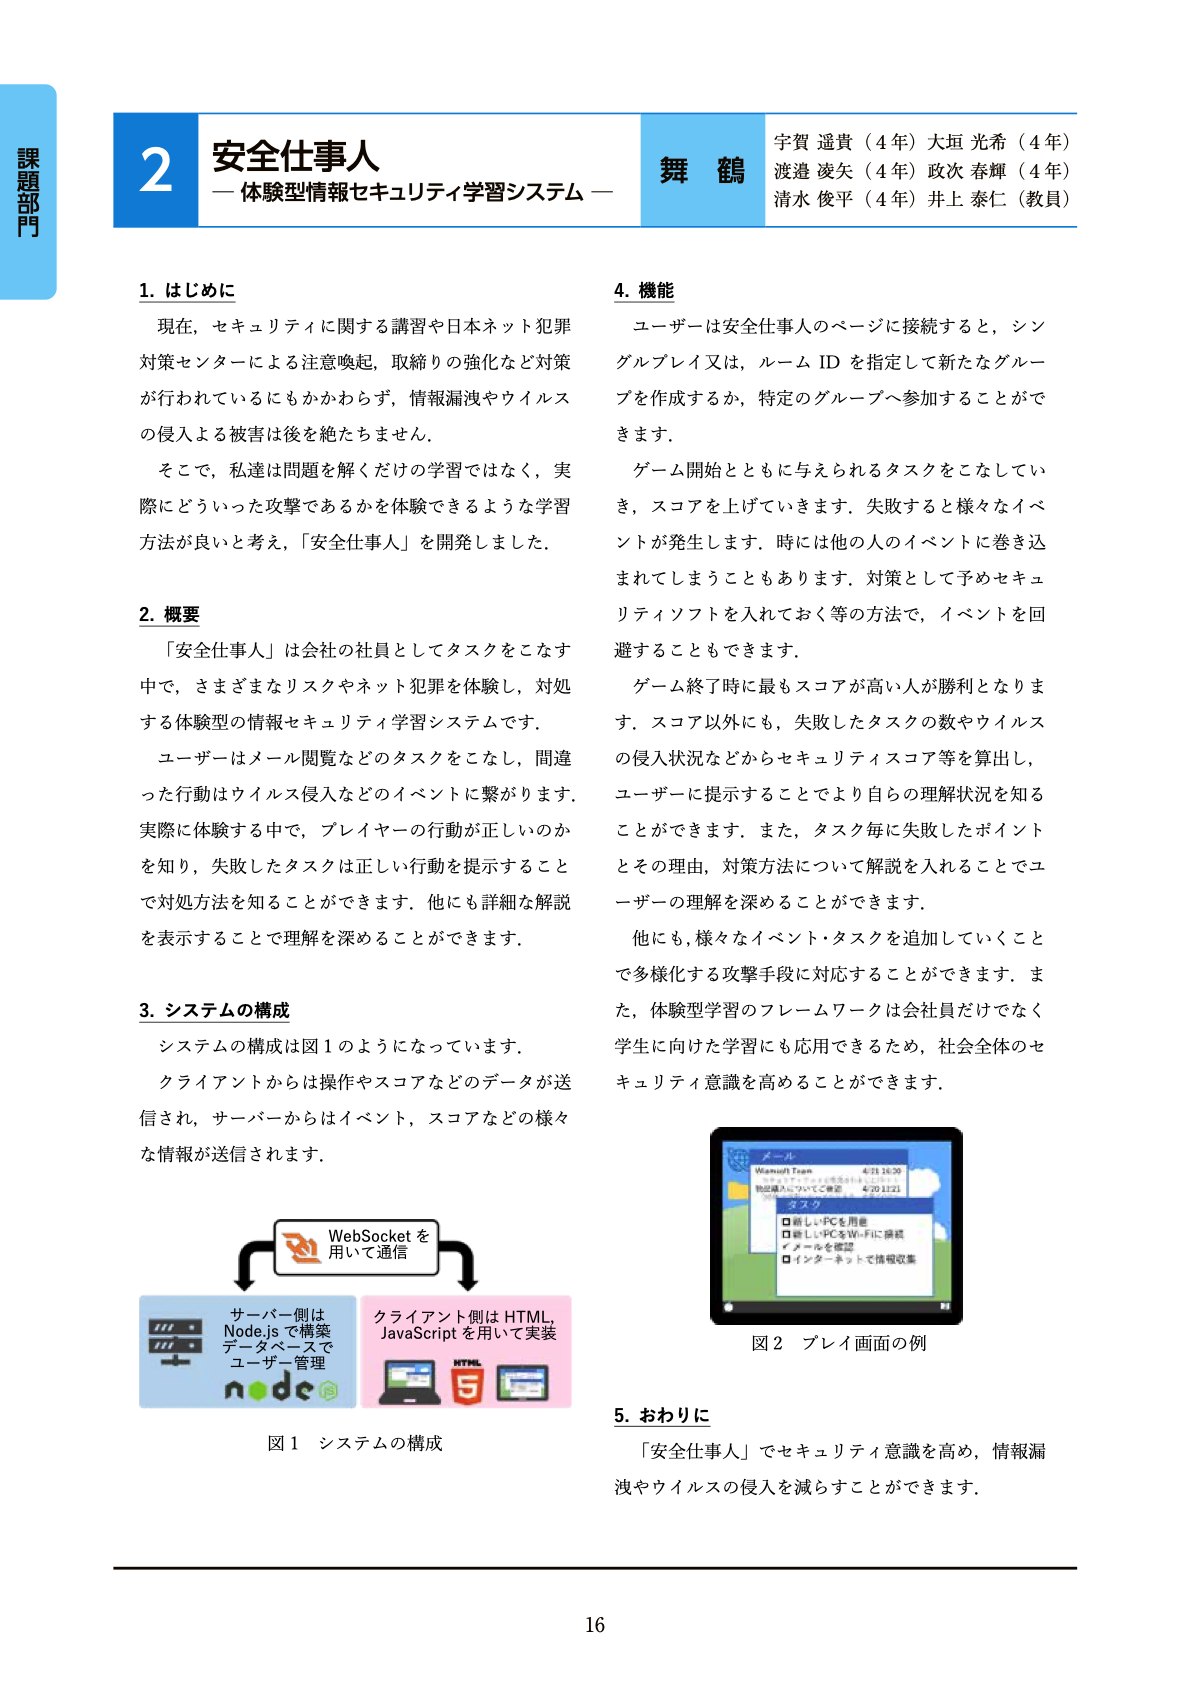 課題部門
2
安全仕事人
― 体験型情報セキュリティ学習システム ―
舞 鶴
宇賀 遥貴（４年）大垣 光希（４年）
渡邉 凌矢（４年）政次 春輝（４年）
清水 俊平（４年）井上 泰仁（教員）
1. はじめに
現在，セキュリティに関する講習や日本ネット犯罪
対策センターによる注意喚起，取締りの強化など対策
が行われているにもかかわらず，情報漏洩やウイルス
の侵入よる被害は後を絶たちません．
そこで，私達は問題を解くだけの学習ではなく，実
際にどういった攻撃であるかを体験できるような学習
方法が良いと考え，「安全仕事人」を開発しました．
2. 概要
「安全仕事人」は会社の社員としてタスクをこなす
中で，さまざまなリスクやネット犯罪を体験し，対処
する体験型の情報セキュリティ学習システムです．
ユーザーはメール閲覧などのタスクをこなし，間違
った行動はウイルス侵入などのイベントに繋がります．
実際に体験する中で，プレイヤーの行動が正しいのか
を知り，失敗したタスクは正しい行動を提示すること
で対処方法を知ることができます．他にも詳細な解説
を表示することで理解を深めることができます．
3. システムの構成
システムの構成は図１のようになっています．
クライアントからは操作やスコアなどのデータが送
信され，サーバーからはイベント，スコアなどの様々
な情報が送信されます．
WebSocket を
用いて通信
サーバー側は
Node.js で構築
データベースで
ユーザー管理
node
JS
クライアント側は HTML,
JavaScript を用いて実装
HTML
5
図１　システムの構成
4. 機能
ユーザーは安全仕事人のページに接続すると，シン
グルプレイ又は，ルーム ID を指定して新たなグルー
プを作成するか，特定のグループへ参加することがで
きます．
ゲーム開始とともに与えられるタスクをこなしてい
き，スコアを上げていきます．失敗すると様々なイベ
ントが発生します．時には他の人のイベントに巻き込
まれてしまうこともあります．対策として予めセキュ
リティソフトを入れておく等の方法で，イベントを回
避することもできます．
ゲーム終了時に最もスコアが高い人が勝利となりま
す．スコア以外にも，失敗したタスクの数やウイルス
の侵入状況などからセキュリティスコア等を算出し，
ユーザーに提示することでより自らの理解状況を知る
ことができます．また，タスク毎に失敗したポイント
とその理由，対策方法について解説を入れることでユ
ーザーの理解を深めることができます．
他にも，様々なイベント・タスクを追加していくこと
で多様化する攻撃手段に対応することができます．ま
た，体験型学習のフレームワークは会社員だけでなく
学生に向けた学習にも応用できるため，社会全体のセ
キュリティ意識を高めることができます．
メール
Wiamsoft Team 4/21 16:30
物品購入についてご確認 4/20 13:21
タスク
新しいPCを用意
新しいPCをWi-Fiに接続
✓ メールを確認
インターネットで情報収集
図２　プレイ画面の例
5. おわりに
「安全仕事人」でセキュリティ意識を高め，情報漏
洩やウイルスの侵入を減らすことができます．
16